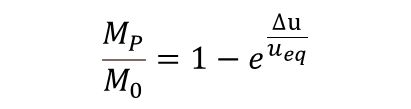 M_P/M_0 = 1 − e^(Δu/u_eq)